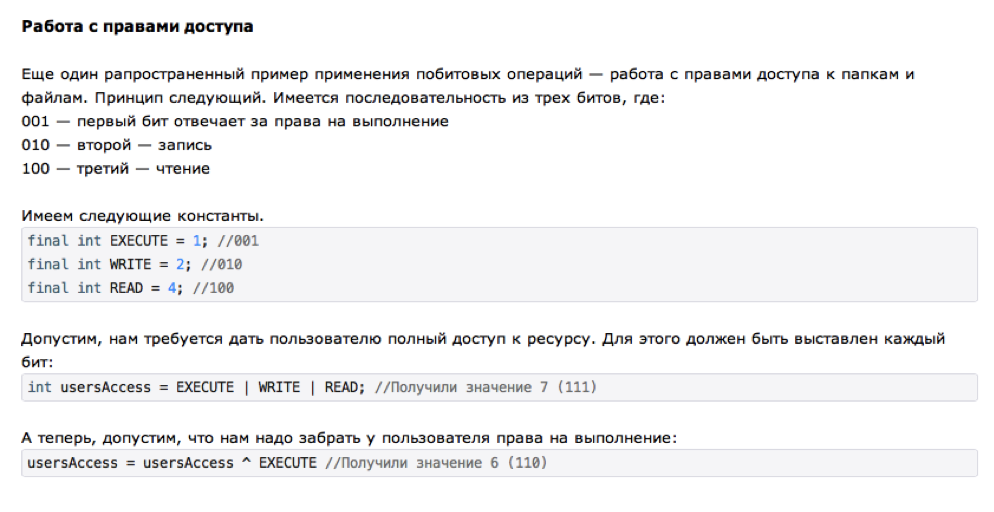 Работа с правами доступа
Еще один рапространенный пример применения побитовых операций — работа с правами доступа к папкам и
файлам. Принцип следующий. Имеется последовательность из трех битов, где:
001 — первый бит отвечает за права на выполнение
010 — второй — запись
100 — третий — чтение
Имеем следующие константы.
final int EXECUTE = 1; //001
final int WRITE = 2; //010
final int READ = 4; //100
Допустим, нам требуется дать пользователю полный доступ к ресурсу. Для этого должен быть выставлен каждый
бит:
int usersAccess = EXECUTE | WRITE | READ; //Получили значение 7 (111)
А теперь, допустим, что нам надо забрать у пользователя права на выполнение:
usersAccess = usersAccess ^ EXECUTE //Получили значение 6 (110)